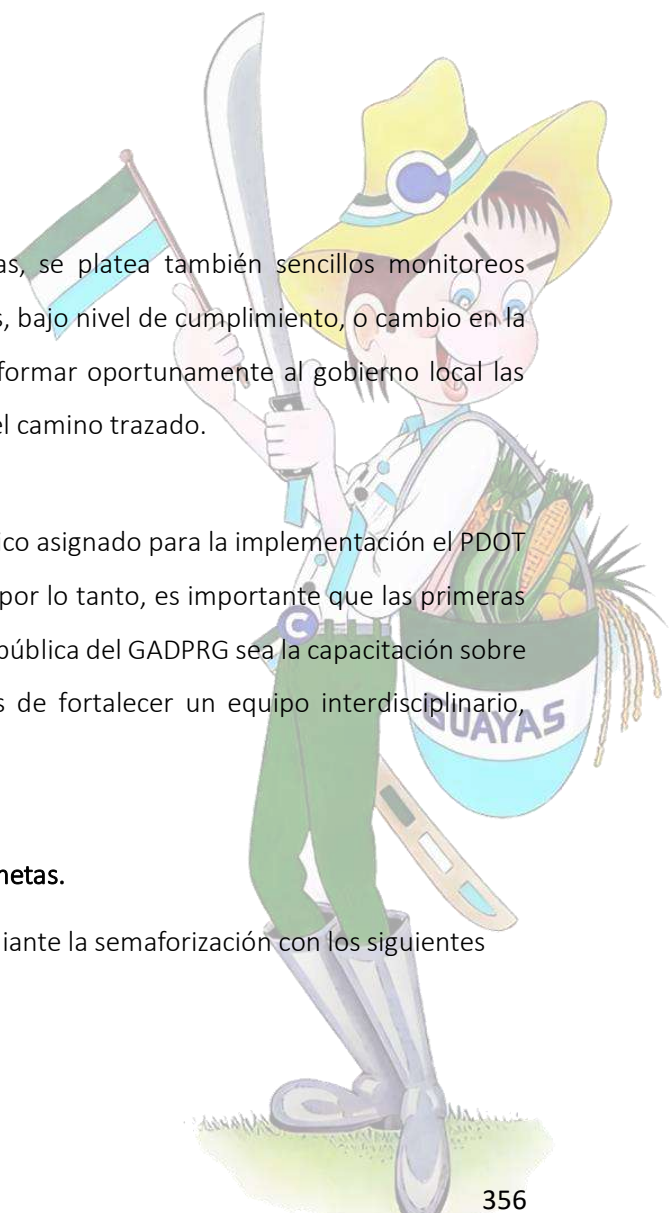 as, se platea también sencillos monitoreos
s, bajo nivel de cumplimiento, o cambio en la
formar oportunamente al gobierno local las
el camino trazado.
ico asignado para la implementación el PDOT
por lo tanto, es importante que las primeras
pública del GADPRG sea la capacitación sobre
s de fortalecer un equipo interdisciplinario,
GUAYAS
netas.
diante la semaforización con los siguientes
356